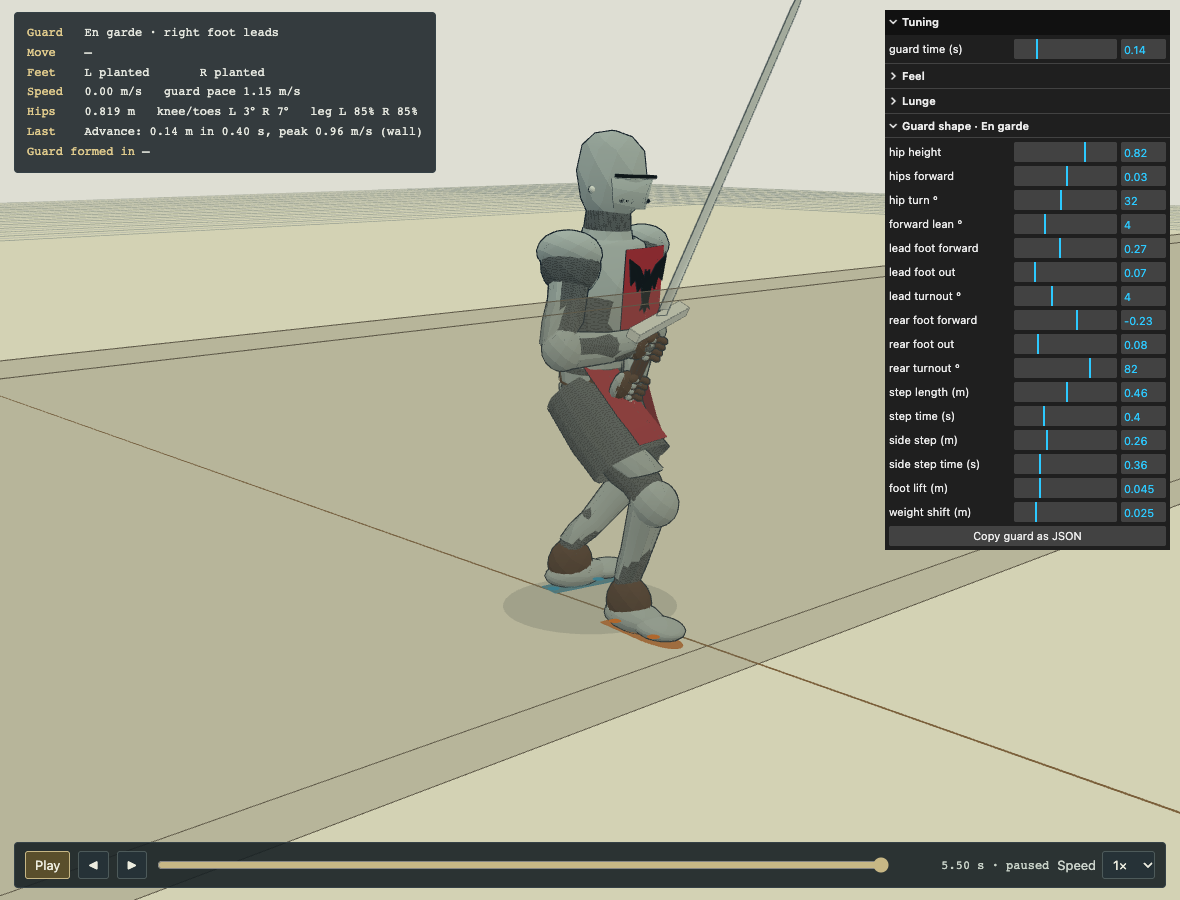 Guard En garde · right foot leads
Move —
Feet L planted R planted
Speed 0.00 m/s guard pace 1.15 m/s
Hips 0.819 m knee/toes L 3° R 7° leg L 85% R 85%
Last Advance: 0.14 m in 0.40 s, peak 0.96 m/s (wall)
Guard formed in —
Tuning
guard time (s) 0.14
Feel
Lunge
Guard shape · En garde
hip height 0.82
hips forward 0.03
hip turn ° 32
forward lean ° 4
lead foot forward 0.27
lead foot out 0.07
lead turnout ° 4
rear foot forward -0.23
rear foot out 0.08
rear turnout ° 82
step length (m) 0.46
step time (s) 0.4
side step (m) 0.26
side step time (s) 0.36
foot lift (m) 0.045
weight shift (m) 0.025
Copy guard as JSON
Play ◀ ▶ 5.50 s · paused Speed 1×